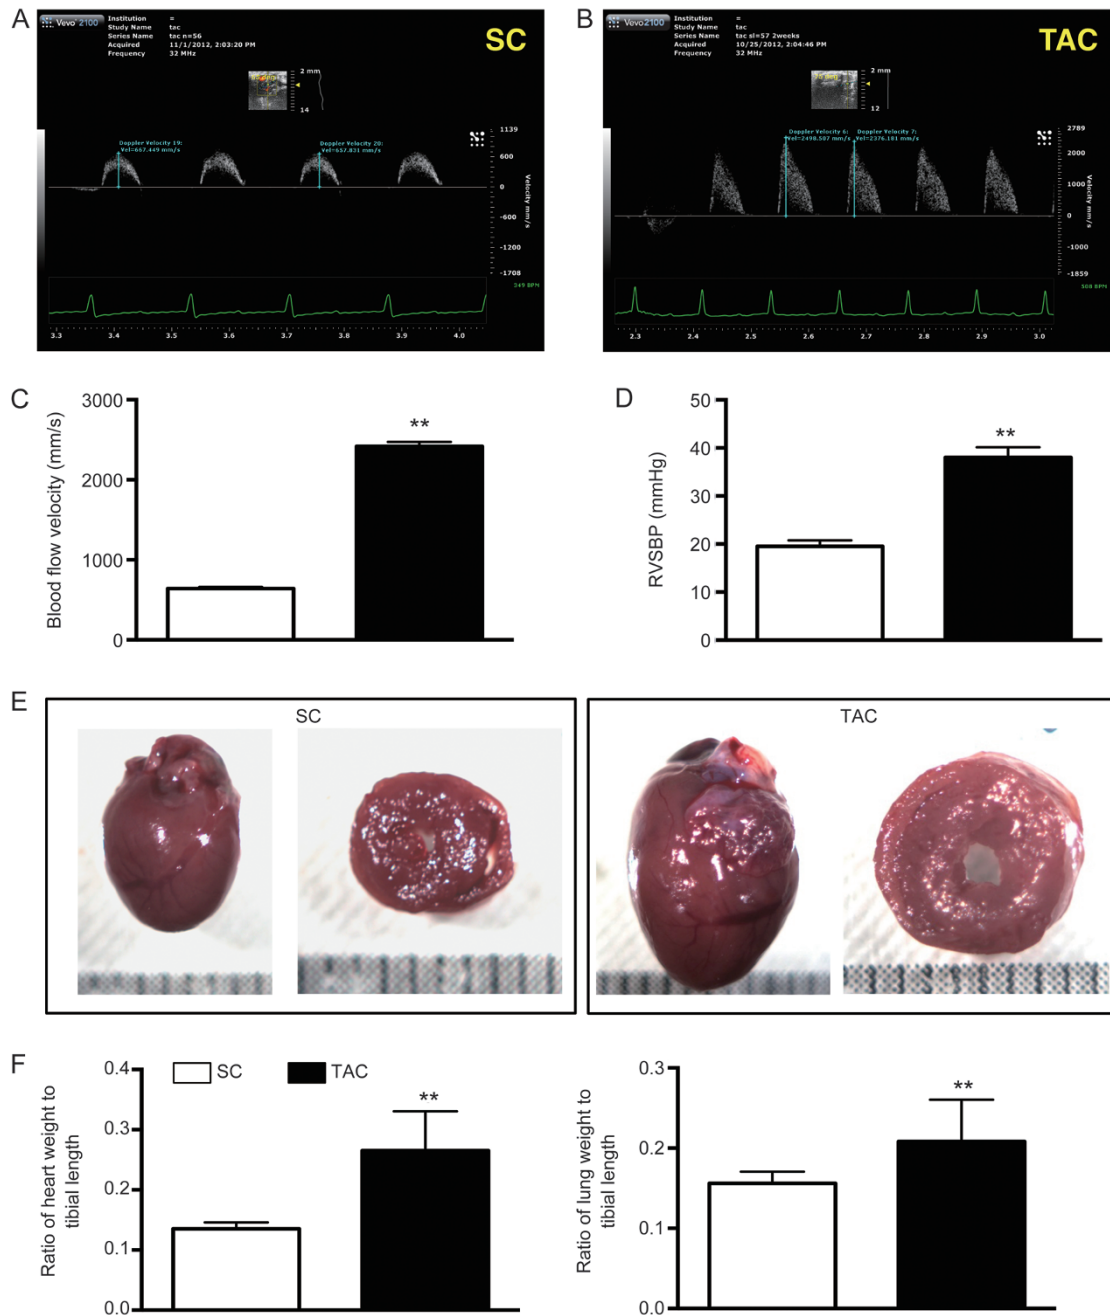 A
Vevo 2100
Institution =
Study Name tac
Series Name tac n=56
Acquired 11/1/2012, 2:03:20 PM
Frequency 32 MHz
SC
2 mm
14
Doppler Velocity 19:
Vel=667.449 mm/s
Doppler Velocity 20:
Vel=657.831 mm/s
1139
600
0
-600
-1200
-1708
Velocity mm/s
349 BPM
3.3 3.4 3.5 3.6 3.7 3.8 3.9 4.0
B
Vevo 2100
Institution =
Study Name tac
Series Name tac sl=57 2weeks
Acquired 10/25/2012, 2:04:46 PM
Frequency 32 MHz
TAC
2 mm
12
Doppler Velocity 6:
Vel=2498.587 mm/s
Doppler Velocity 7:
Vel=2376.181 mm/s
2789
2000
1000
0
-1000
-1859
Velocity mm/s
508 BPM
2.3 2.4 2.5 2.6 2.7 2.8 2.9 3.0
C
Blood flow velocity (mm/s)
3000
2000
1000
0
**
D
RVSBP (mmHg)
50
40
30
20
10
0
**
E
SC
TAC
F
SC
TAC
Ratio of heart weight to
tibial length
0.4
0.3
0.2
0.1
0.0
**
Ratio of lung weight to
tibial length
0.3
0.2
0.1
0.0
**